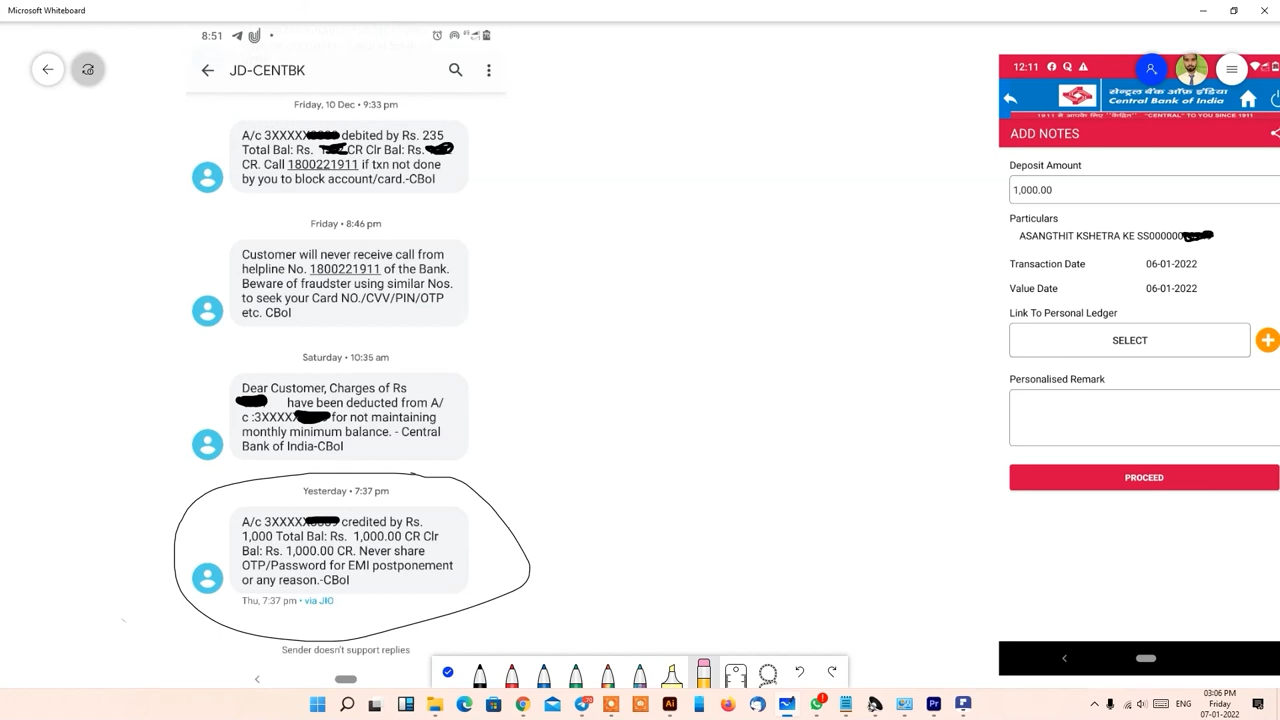 Microsoft Whiteboard
8:51
JD-CENTBK
Friday, 10 Dec • 9:33 pm
A/c 3XXXXX debited by Rs. 235
Total Bal: Rs. CR Clr Bal: Rs.
CR. Call 1800221911 if txn not done
by you to block account/card.-CBoI
Friday • 8:46 pm
Customer will never receive call from
helpline No. 1800221911 of the Bank.
Beware of fraudster using similar Nos.
to seek your Card NO./CVV/PIN/OTP
etc. CBoI
Saturday • 10:35 am
Dear Customer, Charges of Rs
have been deducted from A/
c :3XXXX for not maintaining
monthly minimum balance. - Central
Bank of India-CBoI
Yesterday • 7:37 pm
A/c 3XXXXX credited by Rs.
1,000 Total Bal: Rs. 1,000.00 CR Clr
Bal: Rs. 1,000.00 CR. Never share
OTP/Password for EMI postponement
or any reason.-CBoI
Thu, 7:37 pm • via JIO
Sender doesn't support replies
12:11
सेन्ट्रल बैंक ऑफ इंडिया
Central Bank of India
1911 से आपके लिए "केंद्रित" "CENTRAL" TO YOU SINCE 1911
ADD NOTES
Deposit Amount
1,000.00
Particulars
ASANGTHIT KSHETRA KE SS000000
Transaction Date 06-01-2022
Value Date 06-01-2022
Link To Personal Ledger
SELECT
Personalised Remark
PROCEED
ENG
03:06 PM
Friday
07-01-2022